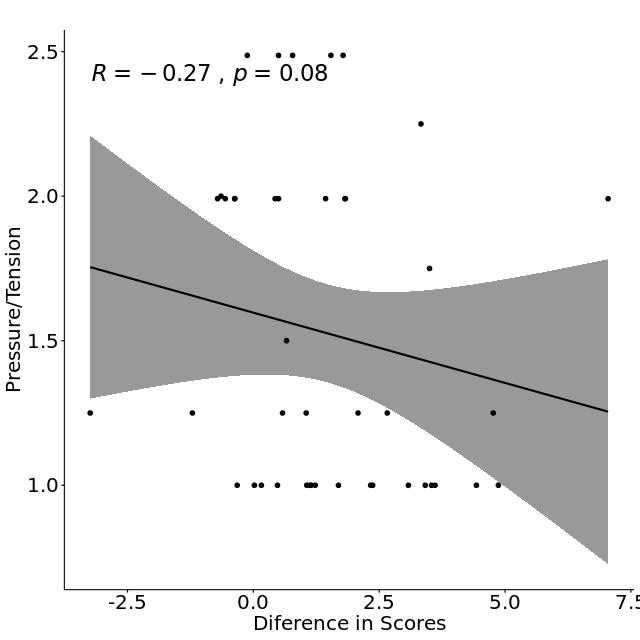 2.5
R = −0.27 , p = 0.08
2.0
1.5
1.0
Pressure/Tension
-2.5 0.0 2.5 5.0 7.5
Diference in Scores